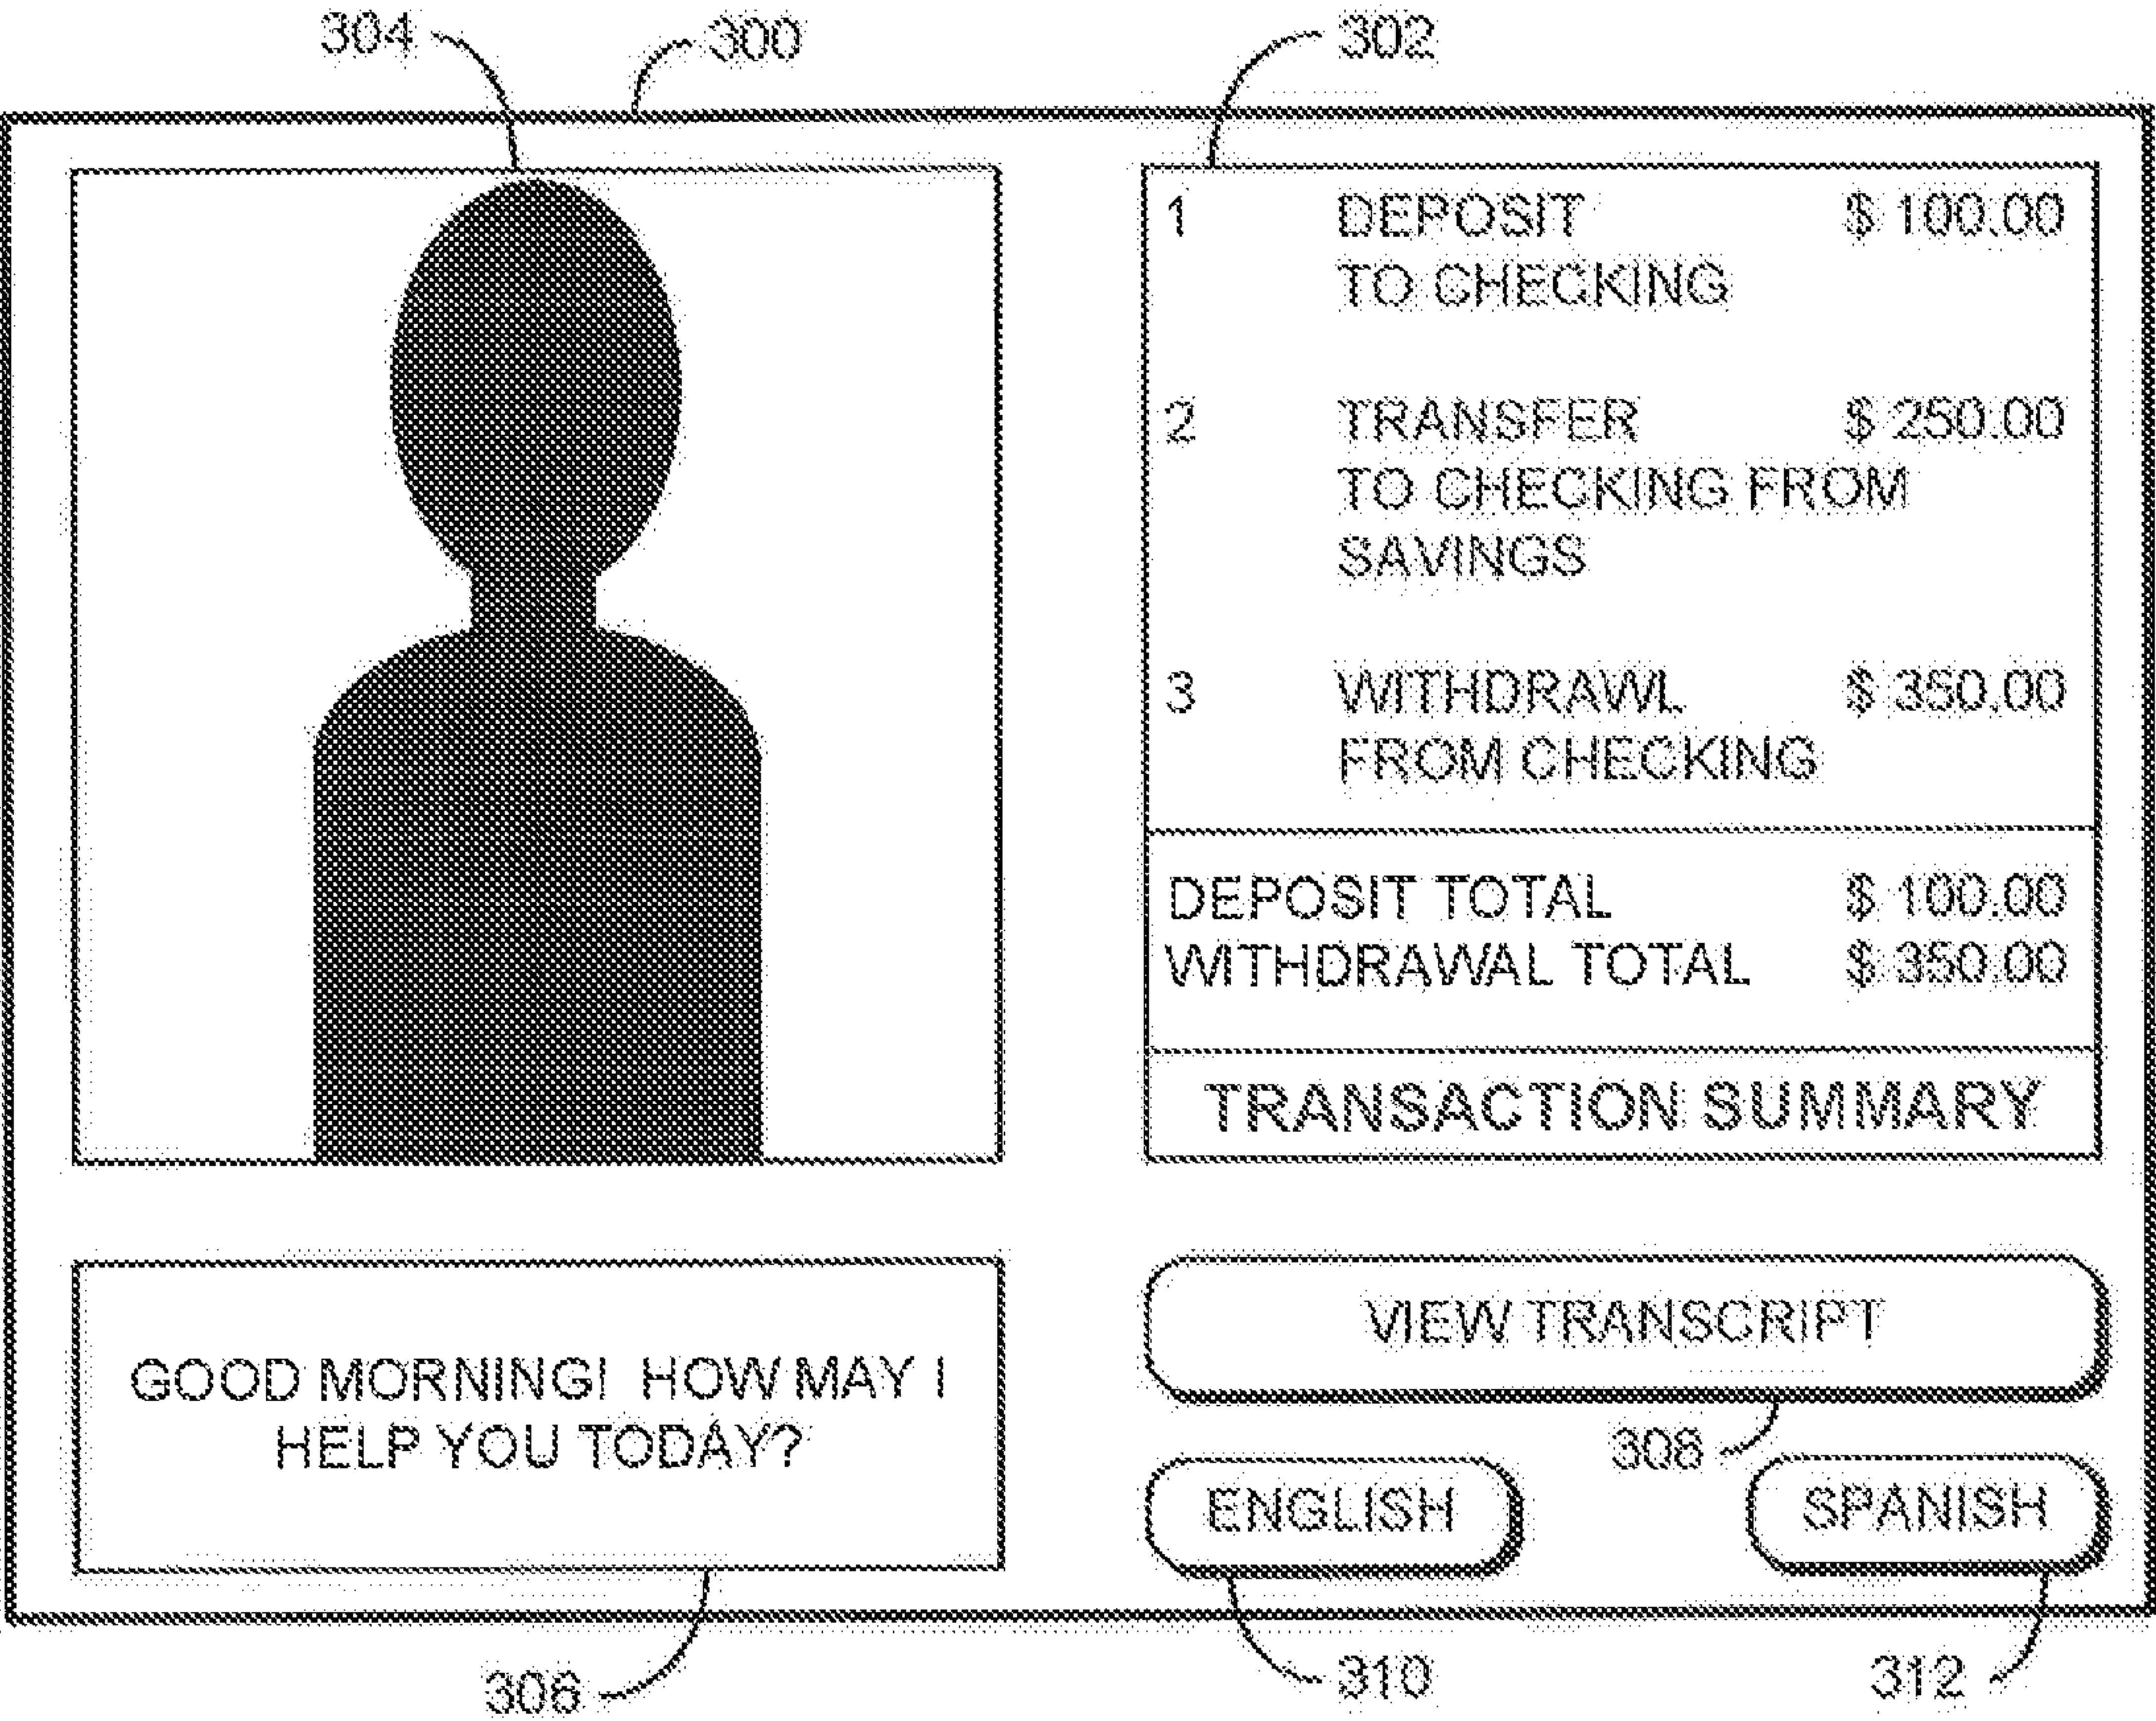 304
300
302
1 DEPOSIT $ 100.00
TO CHECKING
2 TRANSFER $ 250.00
TO CHECKING FROM
SAVINGS
3 WITHDRAWL $ 350.00
FROM CHECKING
DEPOSIT TOTAL $ 100.00
WITHDRAWAL TOTAL $ 350.00
TRANSACTION SUMMARY
GOOD MORNING! HOW MAY I
HELP YOU TODAY?
VIEW TRANSCRIPT
308
ENGLISH
SPANISH
306
310
312